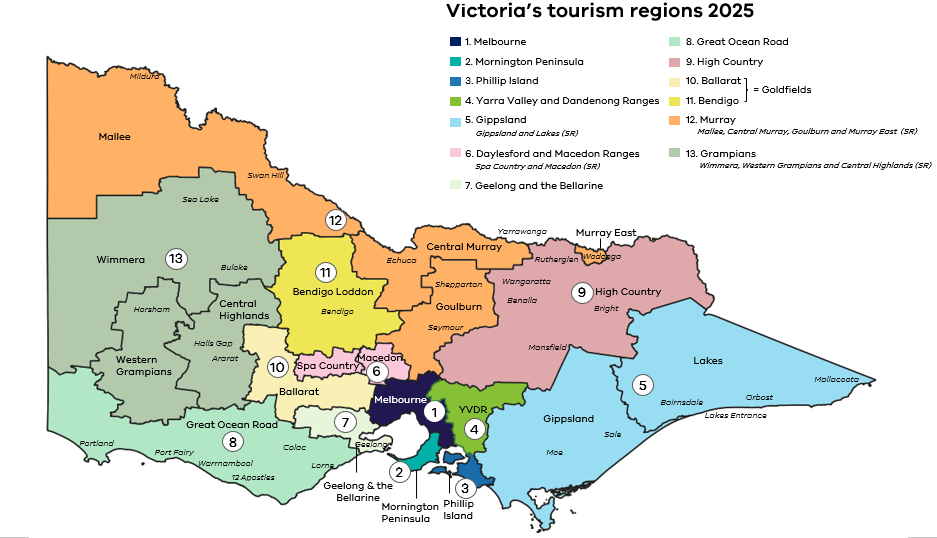 Victoria's tourism regions 2025
1. Melbourne
2. Mornington Peninsula
3. Phillip Island
4. Yarra Valley and Dandenong Ranges
5. Gippsland
Gippsland and Lakes (SR)
6. Daylesford and Macedon Ranges
Spa Country and Macedon (SR)
7. Geelong and the Bellarine
8. Great Ocean Road
9. High Country
10. Ballarat
11. Bendigo
= Goldfields
12. Murray
Mallee, Central Murray, Goulburn and Murray East (SR)
13. Grampians
Wimmera, Western Grampians and Central Highlands (SR)
Mildura
Mallee
Swan Hill
Sea Lake
12
Yarrawonga
Murray East
Central Murray
Wimmera
13
Buloke
Echuca
Rutherglen
Wodonga
11
Shepparton
Wangaratta
Bendigo Loddon
9
High Country
Benalla
Horsham
Central
Highlands
Bendigo
Goulburn
Bright
Seymour
Halls Gap
Mansfield
Ararat
Western
Grampians
10
Spa Country
Macedon
6
Lakes
5
Mallacoota
Ballarat
Melbourne
1
YVDR
Orbost
Bairnsdale
Lakes Entrance
Great Ocean Road
7
4
Gippsland
8
Sale
Portland
Colac
Geelong
Port Fairy
Moe
Warrnambool
Lorne
2
12 Apostles
3
Geelong & the
Bellarine
Mornington
Peninsula
Phillip
Island